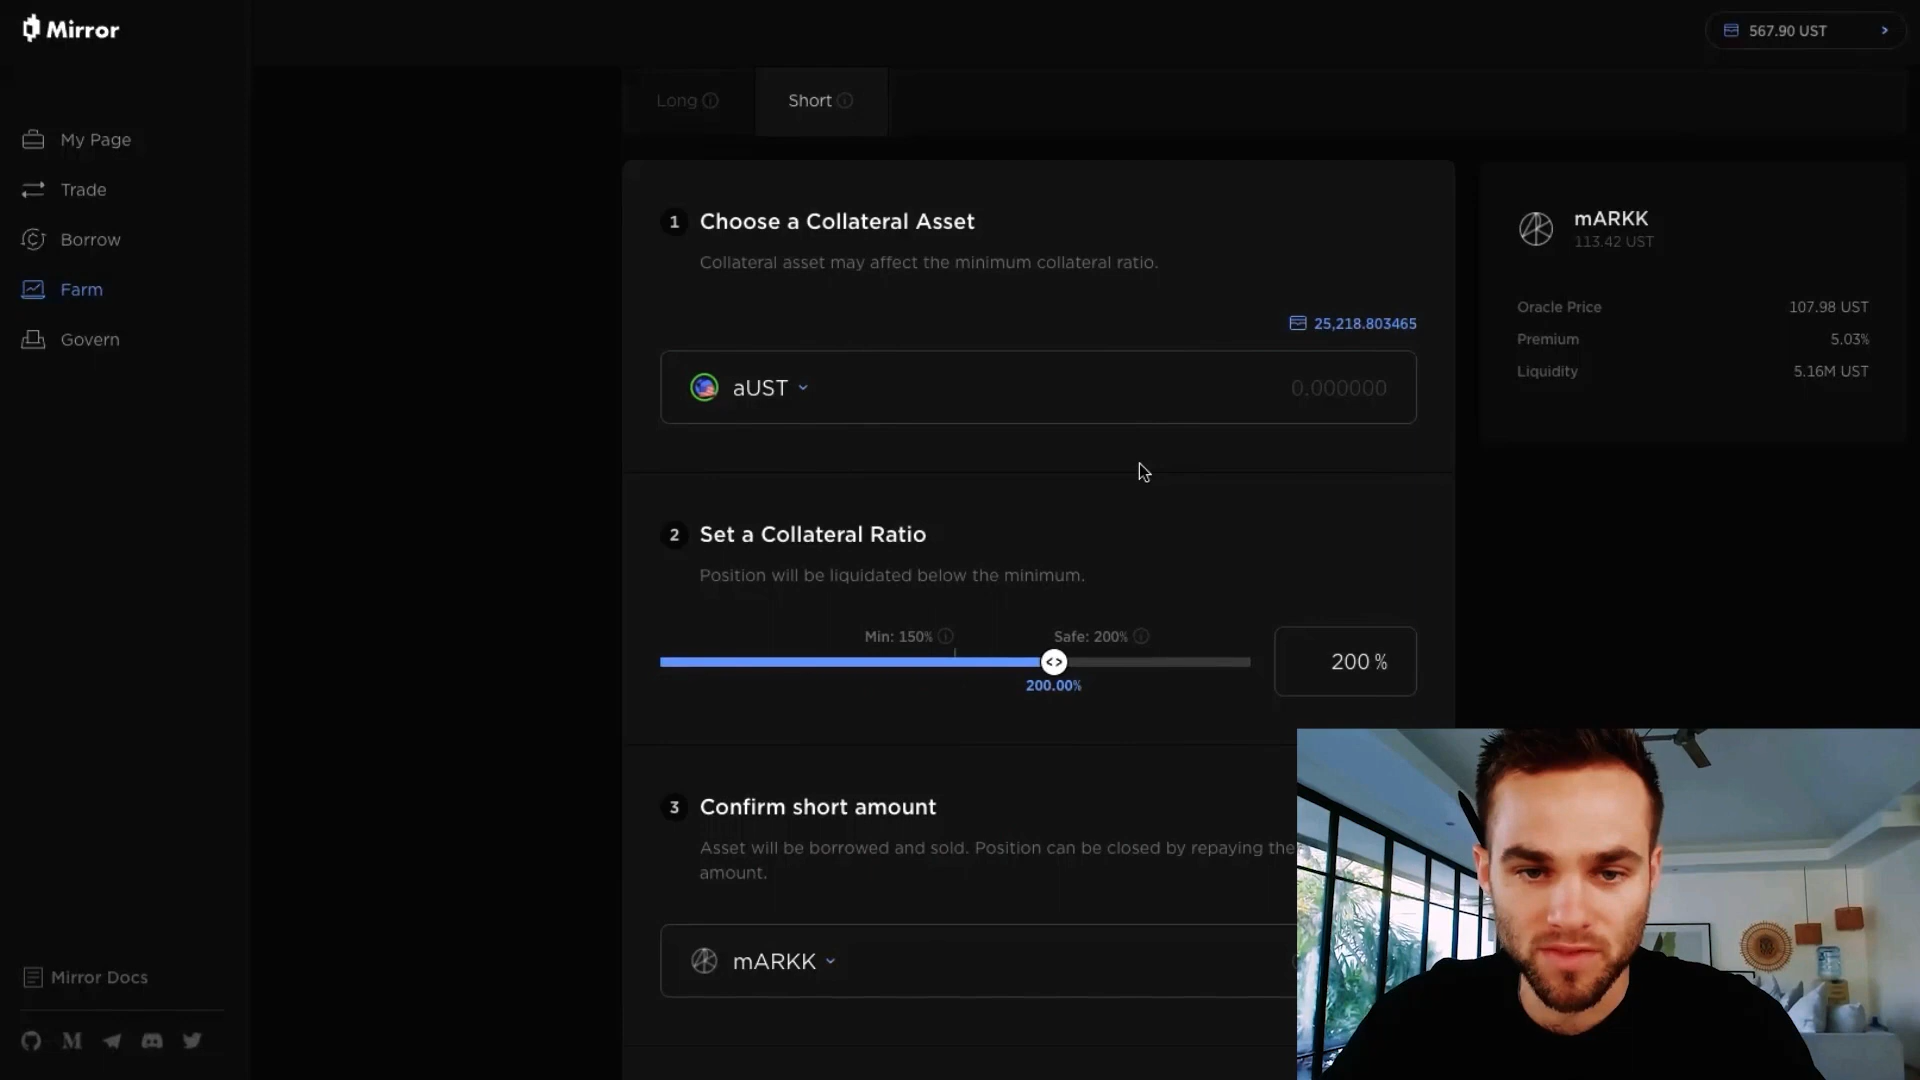 Mirror
567.90 UST
Long
Short
My Page
Trade
Borrow
Farm
Govern
1 Choose a Collateral Asset
Collateral asset may affect the minimum collateral ratio.
25,218.803465
aUST
0.000000
mARKK
113.42 UST
Oracle Price 107.98 UST
Premium 5.03%
Liquidity 5.16M UST
2 Set a Collateral Ratio
Position will be liquidated below the minimum.
Min: 150%
Safe: 200%
200.00%
200 %
3 Confirm short amount
Asset will be borrowed and sold. Position can be closed by repaying the
amount.
mARKK
Mirror Docs